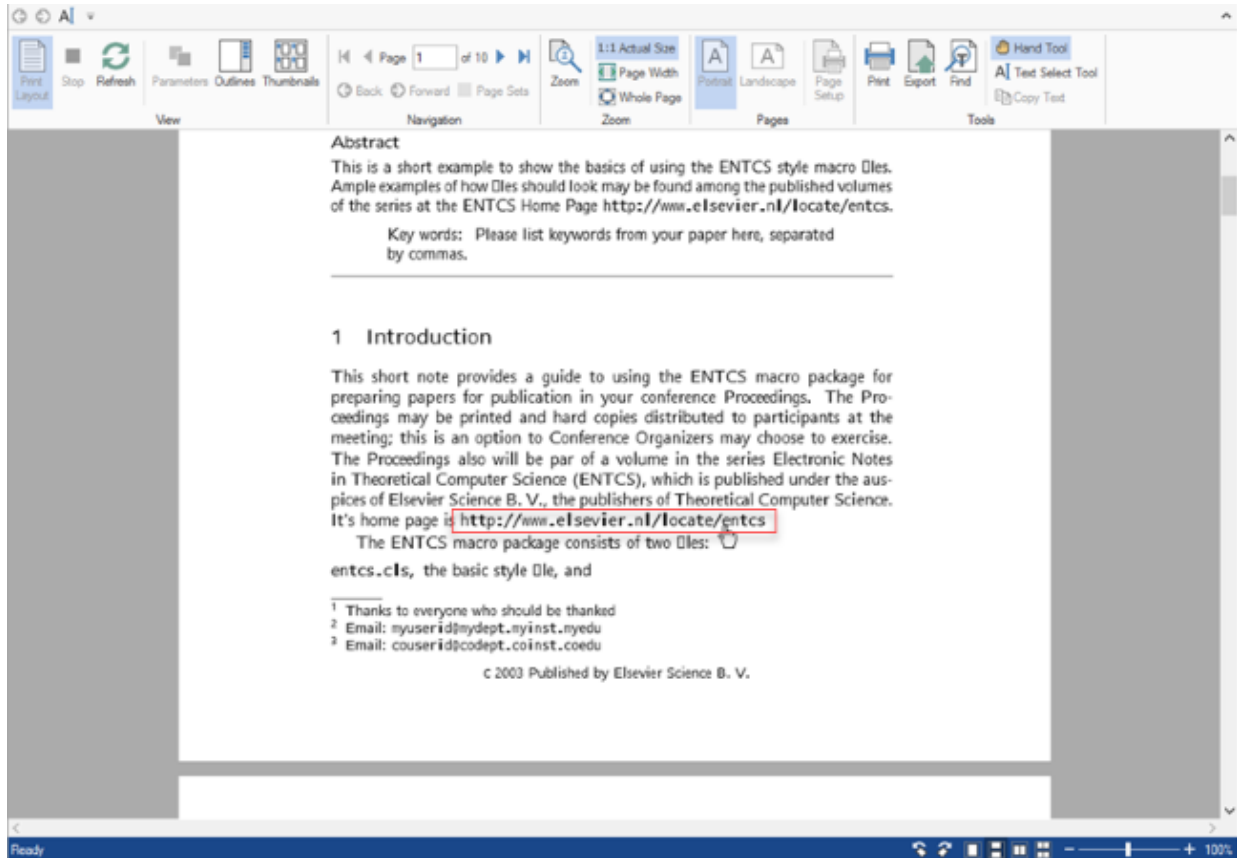 Page 1 of 10
1:1 Actual Size
Page Width
Whole Page
Print Layout
Stop
Refresh
Parameters
Outlines
Thumbnails
Back
Forward
Page Sets
Zoom
Portrait
Landscape
Page Setup
Print
Export
Find
Hand Tool
Text Select Tool
Copy Text
View
Navigation
Zoom
Pages
Tools
Abstract
This is a short example to show the basics of using the ENTCS style macro ▯les.
Ample examples of how ▯les should look may be found among the published volumes
of the series at the ENTCS Home Page http://www.elsevier.nl/locate/entcs.
Key words: Please list keywords from your paper here, separated
by commas.
1 Introduction
This short note provides a guide to using the ENTCS macro package for
preparing papers for publication in your conference Proceedings. The Pro-
ceedings may be printed and hard copies distributed to participants at the
meeting; this is an option to Conference Organizers may choose to exercise.
The Proceedings also will be par of a volume in the series Electronic Notes
in Theoretical Computer Science (ENTCS), which is published under the aus-
pices of Elsevier Science B. V., the publishers of Theoretical Computer Science.
It's home page is http://www.elsevier.nl/locate/entcs
The ENTCS macro package consists of two ▯les:
entcs.cls, the basic style ▯le, and
1 Thanks to everyone who should be thanked
2 Email: myuserid@mydept.myinst.myedu
3 Email: couserid@codept.coinst.coedu
c 2003 Published by Elsevier Science B. V.
Ready
100%